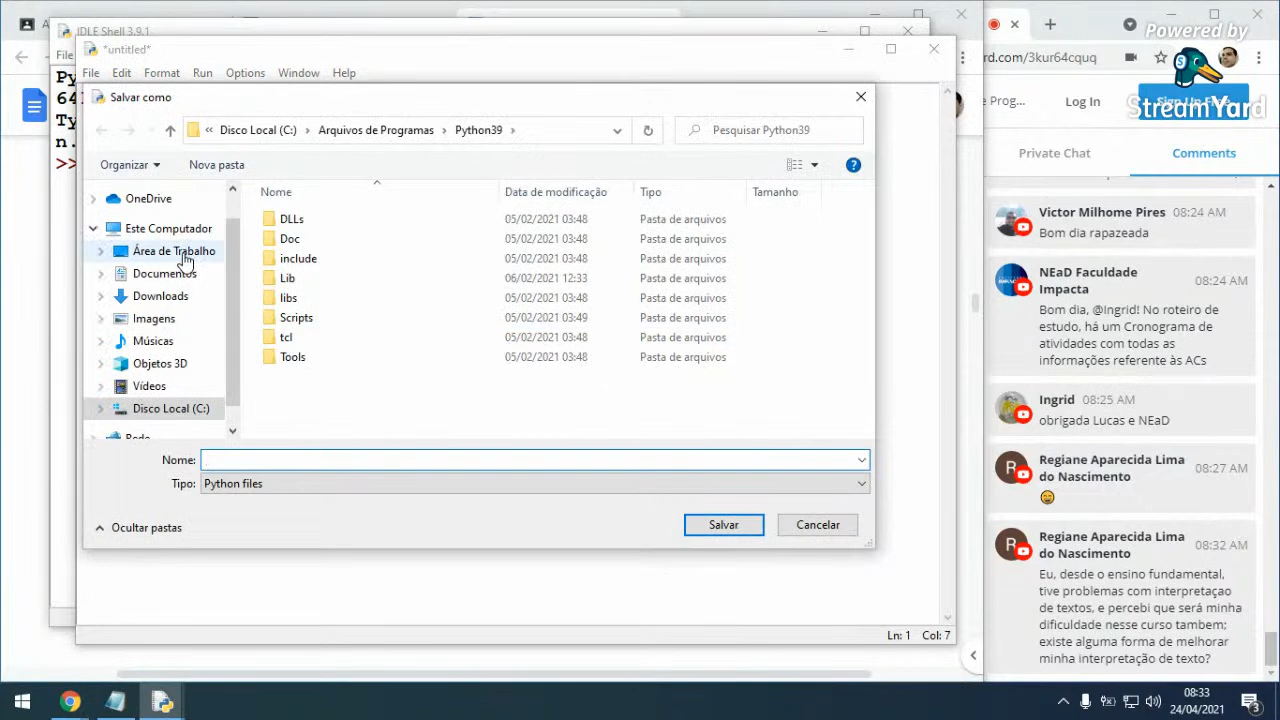 IDLE Shell 3.9.1
File
*untitled*
File Edit Format Run Options Window Help
Salvar como
Disco Local (C:) Arquivos de Programas Python39
Pesquisar Python39
Organizar Nova pasta
Nome Data de modificação Tipo Tamanho
OneDrive
Este Computador
Área de Trabalho
Documentos
Downloads
Imagens
Músicas
Objetos 3D
Vídeos
Disco Local (C:)
Rede
DLLs 05/02/2021 03:48 Pasta de arquivos
Doc 05/02/2021 03:48 Pasta de arquivos
include 05/02/2021 03:48 Pasta de arquivos
Lib 06/02/2021 12:33 Pasta de arquivos
libs 05/02/2021 03:48 Pasta de arquivos
Scripts 05/02/2021 03:49 Pasta de arquivos
tcl 05/02/2021 03:48 Pasta de arquivos
Tools 05/02/2021 03:48 Pasta de arquivos
Nome:
Tipo: Python files
Ocultar pastas
Salvar Cancelar
Ln: 1 Col: 7
Py
64
Ty
n.
>>
Powered by
StreamYard
rd.com/3kur64cquq
Prog... Log In
Private Chat Comments
Victor Milhome Pires 08:24 AM
Bom dia rapazeada
NEaD Faculdade
Impacta 08:24 AM
Bom dia, @Ingrid! No roteiro de
estudo, há um Cronograma de
atividades com todas as
informações referente às ACs
Ingrid 08:25 AM
obrigada Lucas e NEaD
Regiane Aparecida Lima
do Nascimento 08:27 AM
Regiane Aparecida Lima
do Nascimento 08:32 AM
Eu, desde o ensino fundamental,
tive problemas com interpretaçao
de textos, e percebi que será minha
dificuldade nesse curso tambem;
existe alguma forma de melhorar
minha interpretação de texto?
08:33
24/04/2021
3